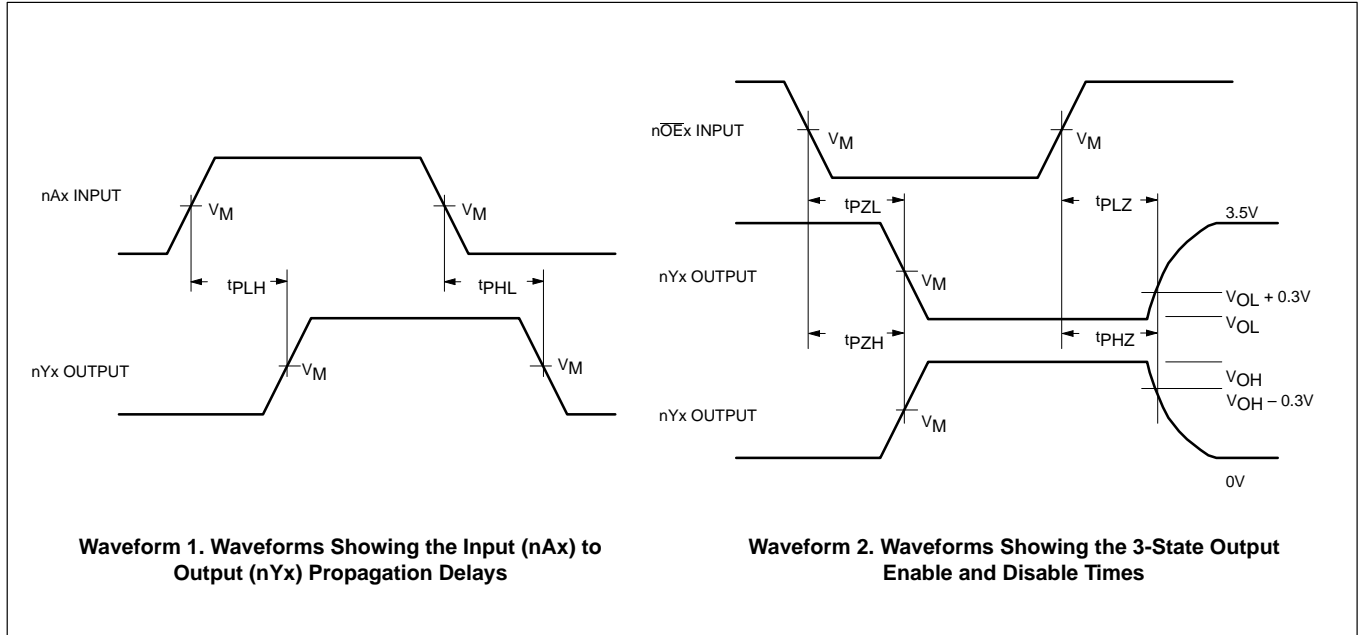 nAx INPUT
VM
VM
tPLH
tPHL
nYx OUTPUT
VM
VM
Waveform 1. Waveforms Showing the Input (nAx) to
Output (nYx) Propagation Delays
nO̅E̅x INPUT
VM
VM
tPZL
tPLZ
3.5V
nYx OUTPUT
VM
VOL + 0.3V
VOL
tPZH
tPHZ
VOH
VOH – 0.3V
nYx OUTPUT
VM
0V
Waveform 2. Waveforms Showing the 3-State Output
Enable and Disable Times